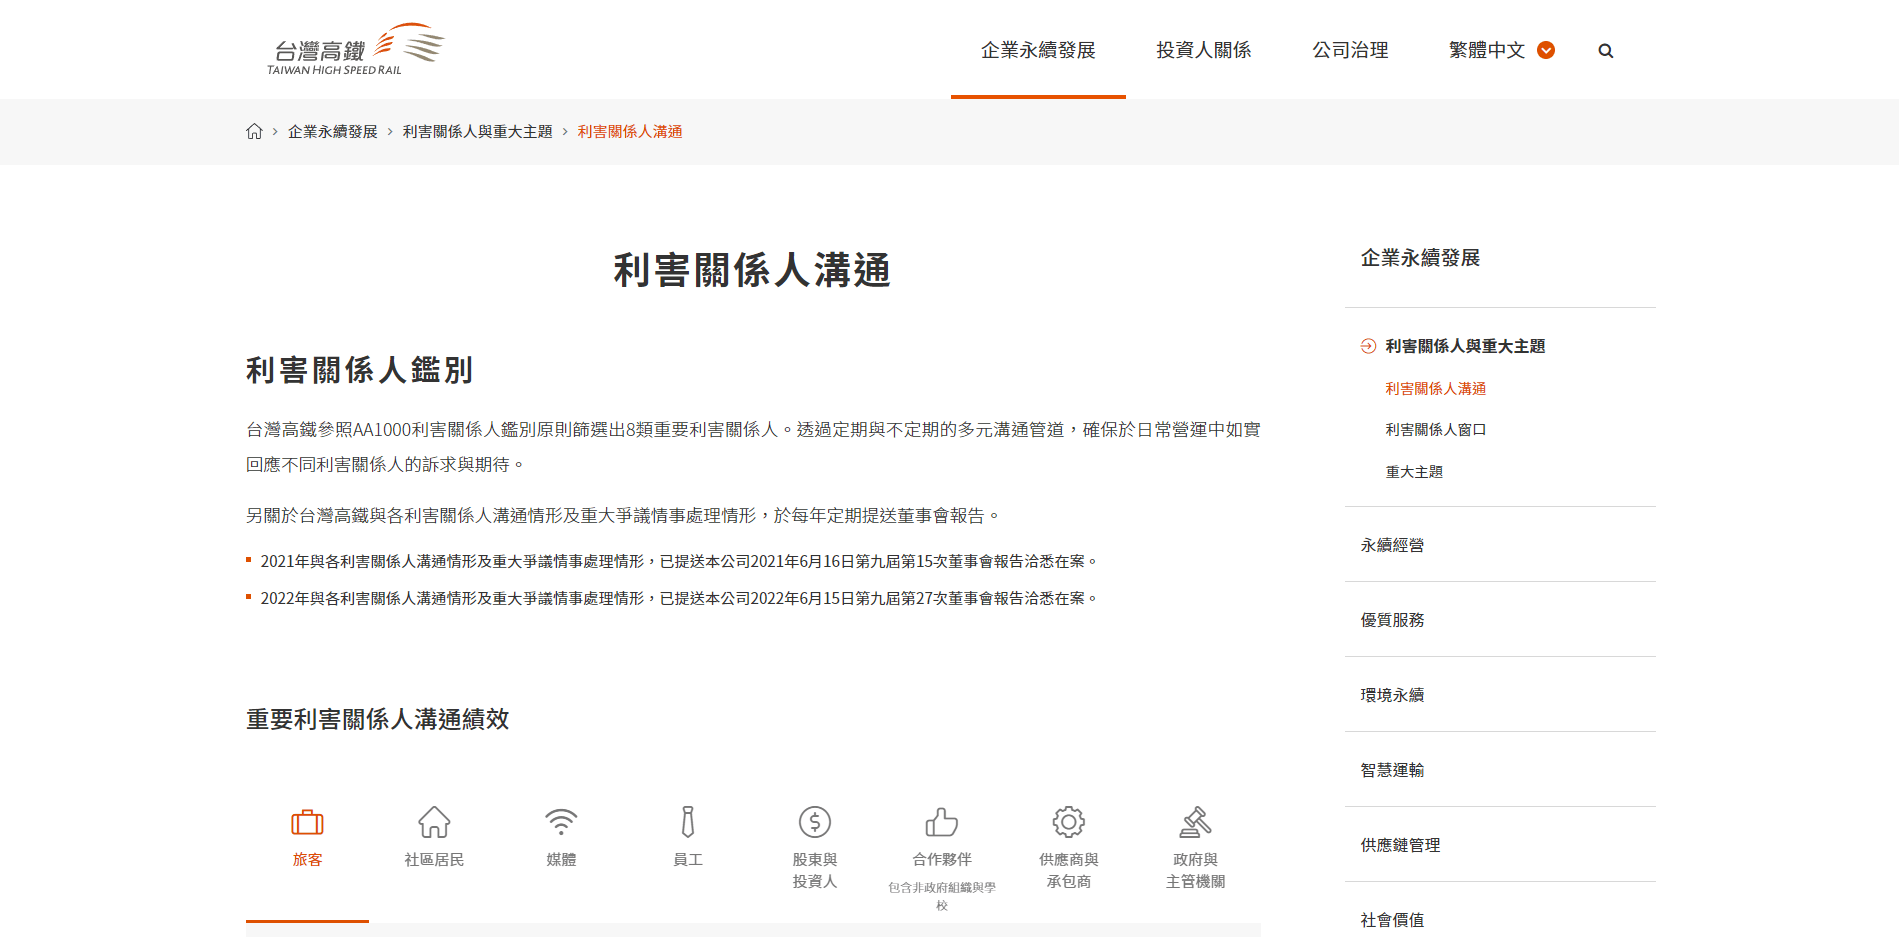 台灣高鐵
TAIWAN HIGH SPEED RAIL
企業永續發展
投資人關係
公司治理
繁體中文
企業永續發展 > 利害關係人與重大主題 > 利害關係人溝通
利害關係人溝通
利害關係人鑑別
台灣高鐵參照AA1000利害關係人鑑別原則篩選出8類重要利害關係人。透過定期與不定期的多元溝通管道，確保於日常營運中如實
回應不同利害關係人的訴求與期待。
另關於台灣高鐵與各利害關係人溝通情形及重大爭議情事處理情形，於每年定期提送董事會報告。
2021年與各利害關係人溝通情形及重大爭議情事處理情形，已提送本公司2021年6月16日第九屆第15次董事會報告洽悉在案。
2022年與各利害關係人溝通情形及重大爭議情事處理情形，已提送本公司2022年6月15日第九屆第27次董事會報告洽悉在案。
重要利害關係人溝通績效
旅客
社區居民
媒體
員工
股東與
投資人
合作夥伴
包含非政府組織與學
校
供應商與
承包商
政府與
主管機關
企業永續發展
利害關係人與重大主題
利害關係人溝通
利害關係人窗口
重大主題
永續經營
優質服務
環境永續
智慧運輸
供應鏈管理
社會價值